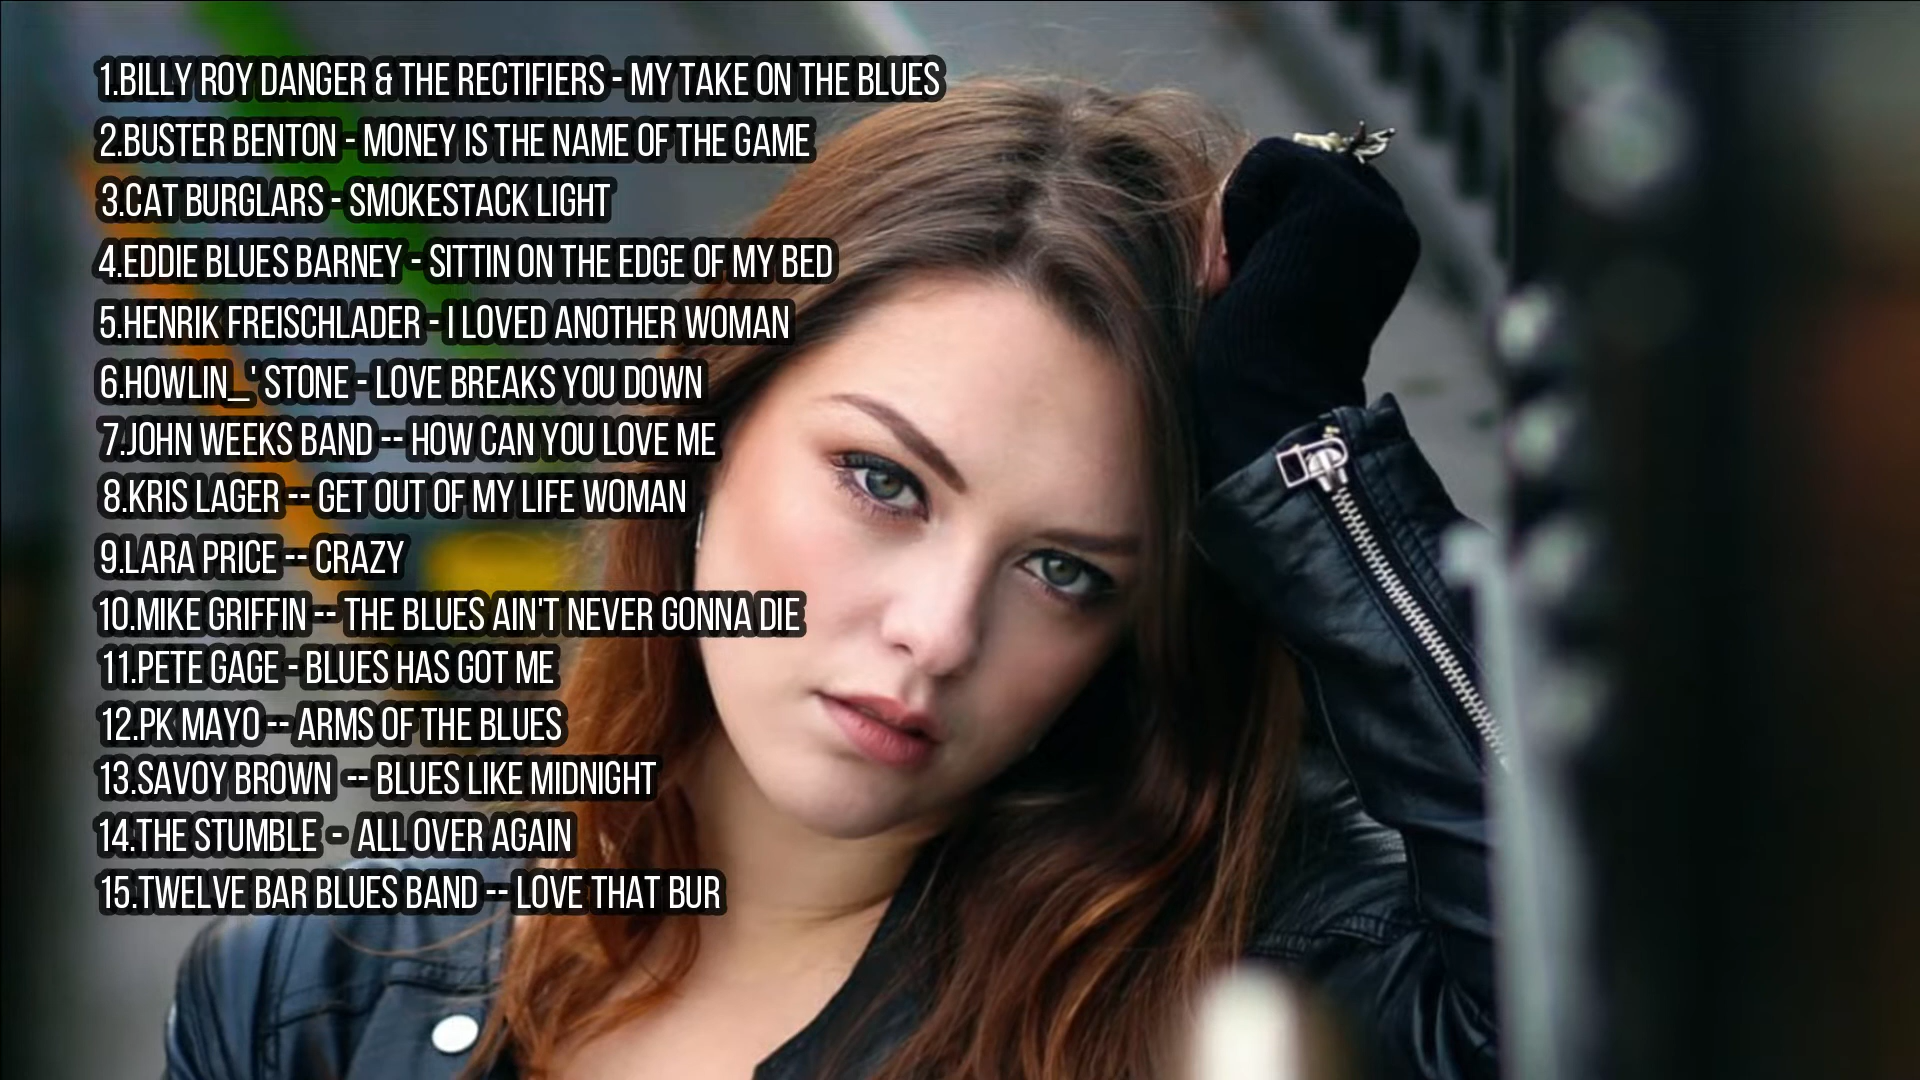 1.BILLY ROY DANGER & THE RECTIFIERS - MY TAKE ON THE BLUES
2.BUSTER BENTON - MONEY IS THE NAME OF THE GAME
3.CAT BURGLARS - SMOKESTACK LIGHT
4.EDDIE BLUES BARNEY - SITTIN ON THE EDGE OF MY BED
5.HENRIK FREISCHLADER - I LOVED ANOTHER WOMAN
6.HOWLIN_' STONE - LOVE BREAKS YOU DOWN
7.JOHN WEEKS BAND -- HOW CAN YOU LOVE ME
8.KRIS LAGER -- GET OUT OF MY LIFE WOMAN
9.LARA PRICE -- CRAZY
10.MIKE GRIFFIN -- THE BLUES AIN'T NEVER GONNA DIE
11.PETE GAGE - BLUES HAS GOT ME
12.PK MAYO -- ARMS OF THE BLUES
13.SAVOY BROWN -- BLUES LIKE MIDNIGHT
14.THE STUMBLE - ALL OVER AGAIN
15.TWELVE BAR BLUES BAND -- LOVE THAT BUR